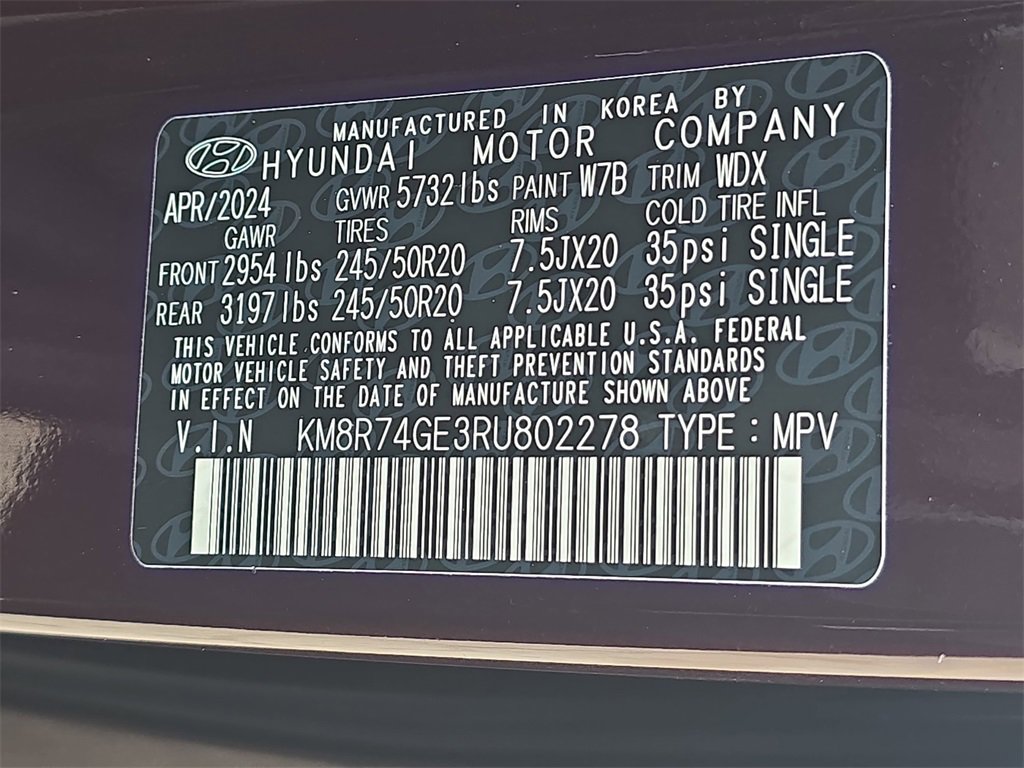 MANUFACTURED IN KOREA BY
HYUNDAI MOTOR COMPANY
APR/2024 GVWR 5732lbs PAINT W7B TRIM WDX
GAWR TIRES RIMS COLD TIRE INFL
FRONT 2954lbs 245/50R20 7.5JX20 35psi SINGLE
REAR 3197lbs 245/50R20 7.5JX20 35psi SINGLE
THIS VEHICLE CONFORMS TO ALL APPLICABLE U.S.A. FEDERAL
MOTOR VEHICLE SAFETY AND THEFT PREVENTION STANDARDS
IN EFFECT ON THE DATE OF MANUFACTURE SHOWN ABOVE
V.I.N KM8R74GE3RU802278 TYPE : MPV